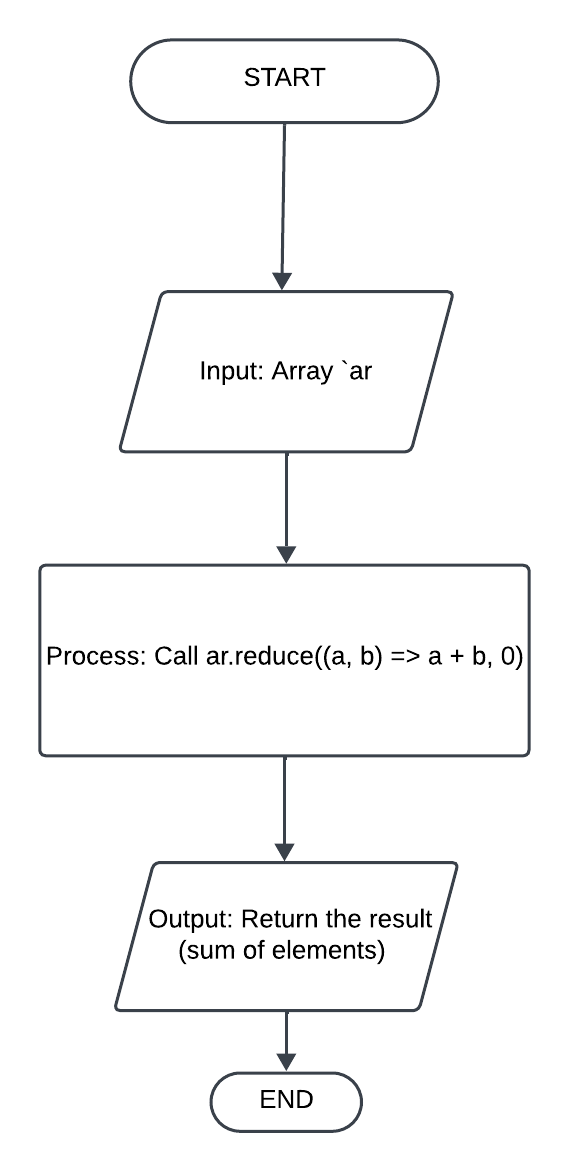 START
Input: Array `ar
Process: Call ar.reduce((a, b) => a + b, 0)
Output: Return the result
(sum of elements)
END